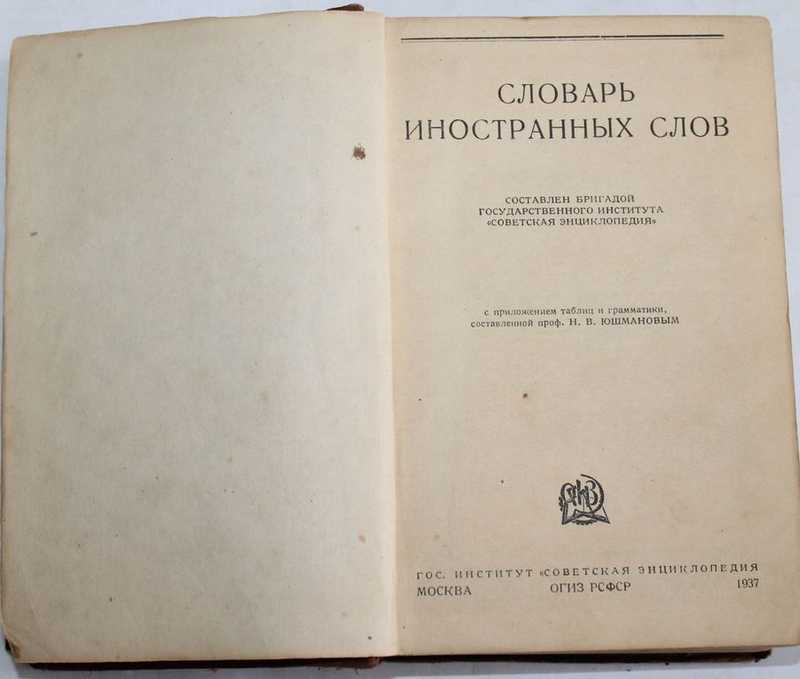 СЛОВАРЬ
ИНОСТРАННЫХ СЛОВ
СОСТАВЛЕН БРИГАДОЙ
ГОСУДАРСТВЕННОГО ИНСТИТУТА
«СОВЕТСКАЯ ЭНЦИКЛОПЕДИЯ»
с приложением таблиц и грамматики,
составленной проф. Н. В. ЮШМАНОВЫМ
ГОС. ИНСТИТУТ «СОВЕТСКАЯ ЭНЦИКЛОПЕДИЯ
МОСКВА ОГИЗ РСФСР 1937